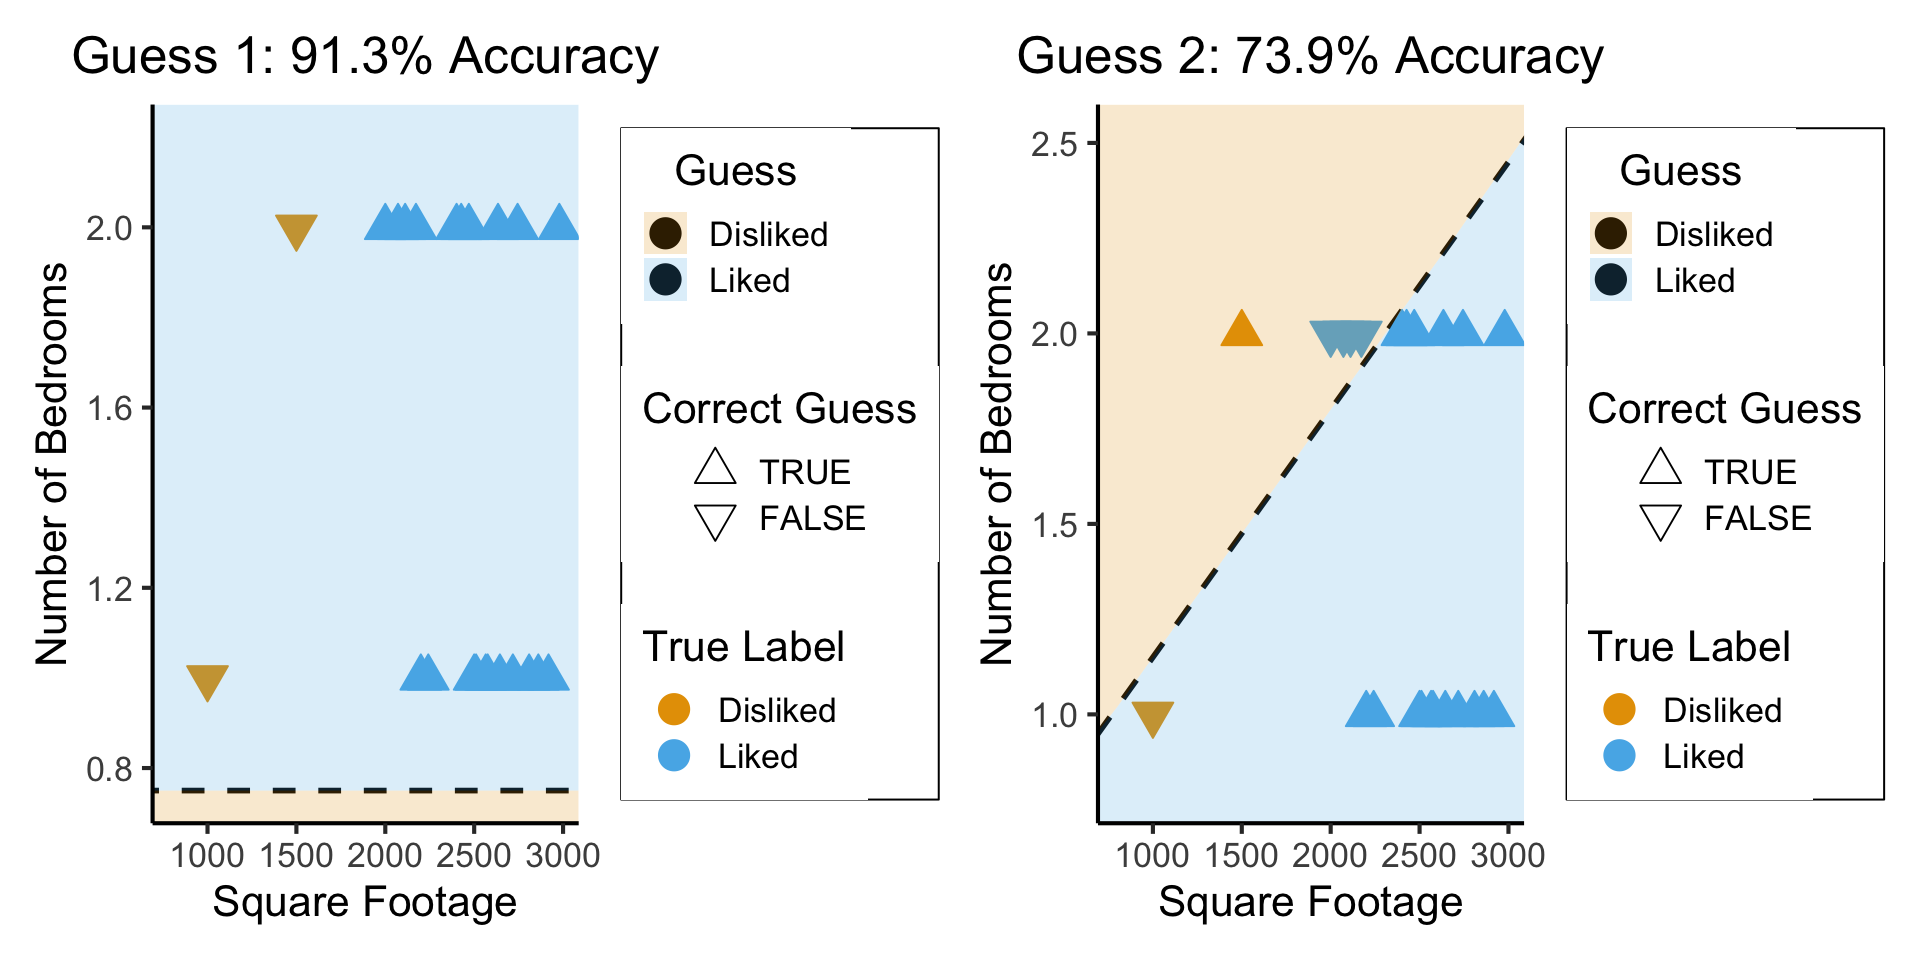 Guess 1: 91.3% Accuracy
Number of Bedrooms
2.0
1.6
1.2
0.8
1000 1500 2000 2500 3000
Square Footage
Guess
Disliked
Liked
Correct Guess
TRUE
FALSE
True Label
Disliked
Liked
Guess 2: 73.9% Accuracy
Number of Bedrooms
2.5
2.0
1.5
1.0
1000 1500 2000 2500 3000
Square Footage
Guess
Disliked
Liked
Correct Guess
TRUE
FALSE
True Label
Disliked
Liked